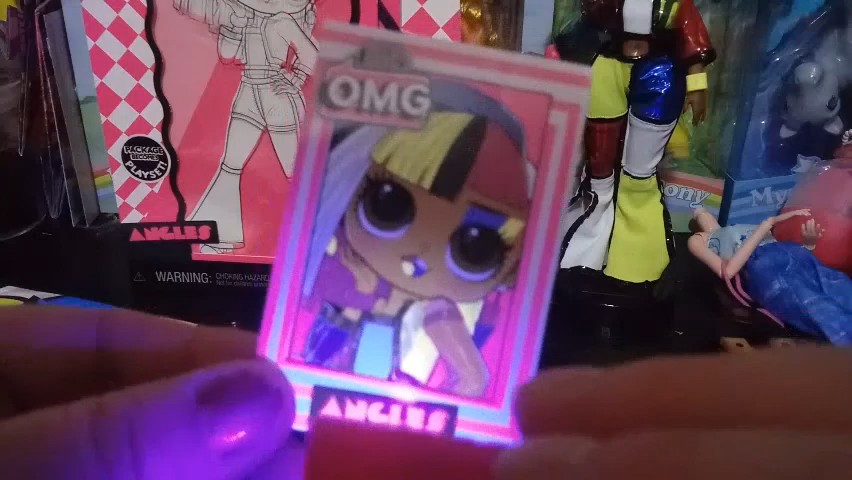 OMG
PACKAGE
BECOMES
PLAYSET!
ANGLES
WARNING: CHOKING HAZARD
ony
My
ANGLES